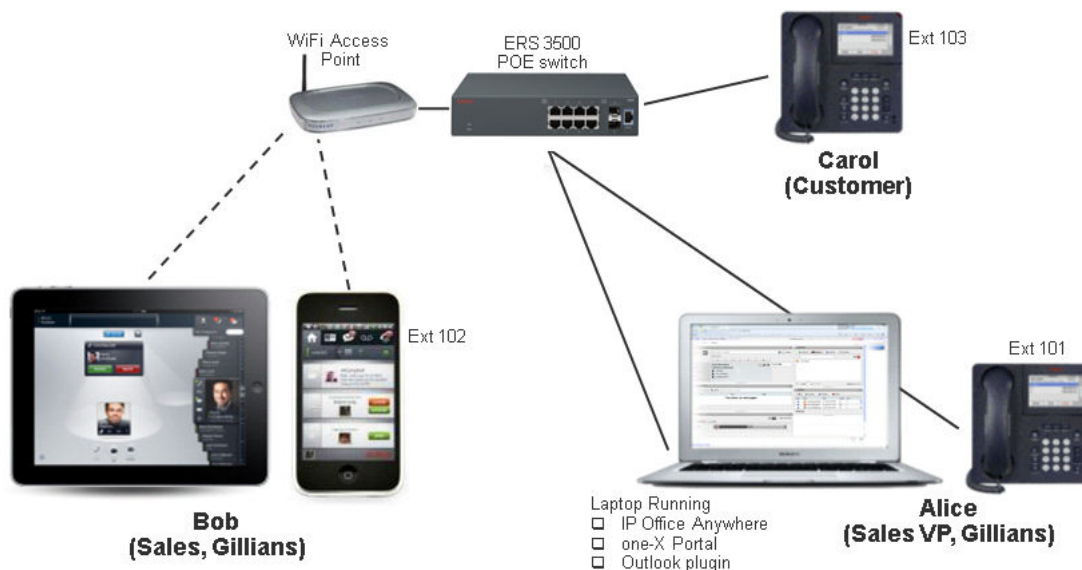 WiFi Access
Point
ERS 3500
POE switch
Ext 103
Carol
(Customer)
Ext 102
Ext 101
Bob
(Sales, Gillians)
Laptop Running
IP Office Anywhere
one-X Portal
Outlook plugin
Alice
(Sales VP, Gillians)